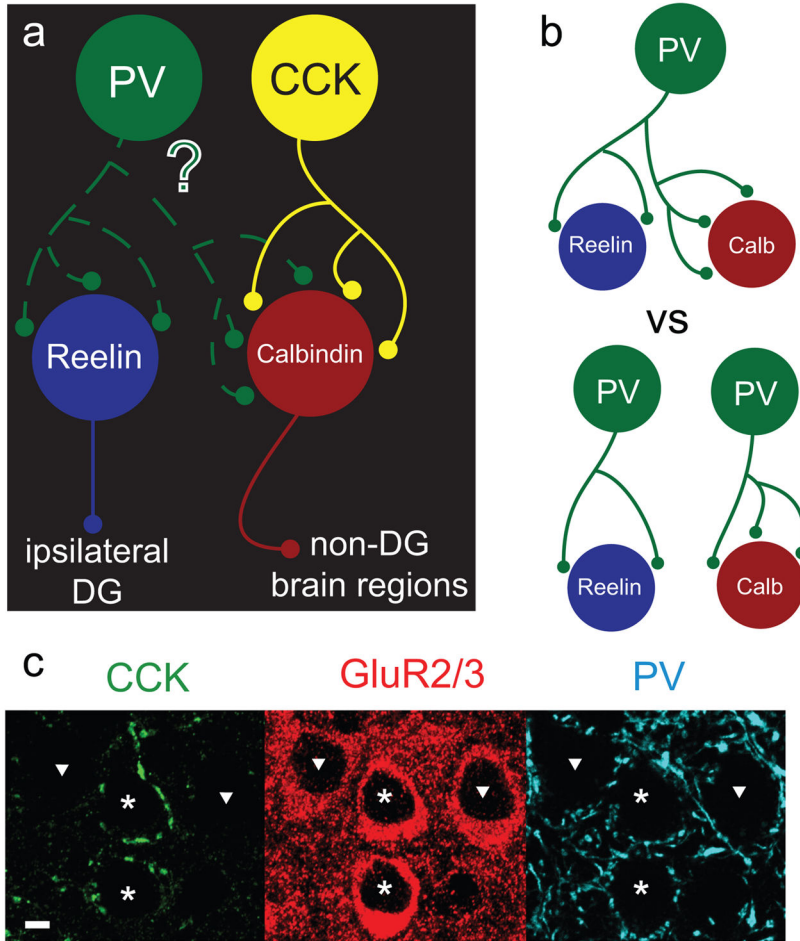 a
PV
CCK
?
Reelin
Calbindin
ipsilateral
DG
non-DG
brain regions
b
PV
Reelin
Calb
vs
PV
PV
Reelin
Calb
c
CCK
GluR2/3
PV
*
*
*
*
*
*